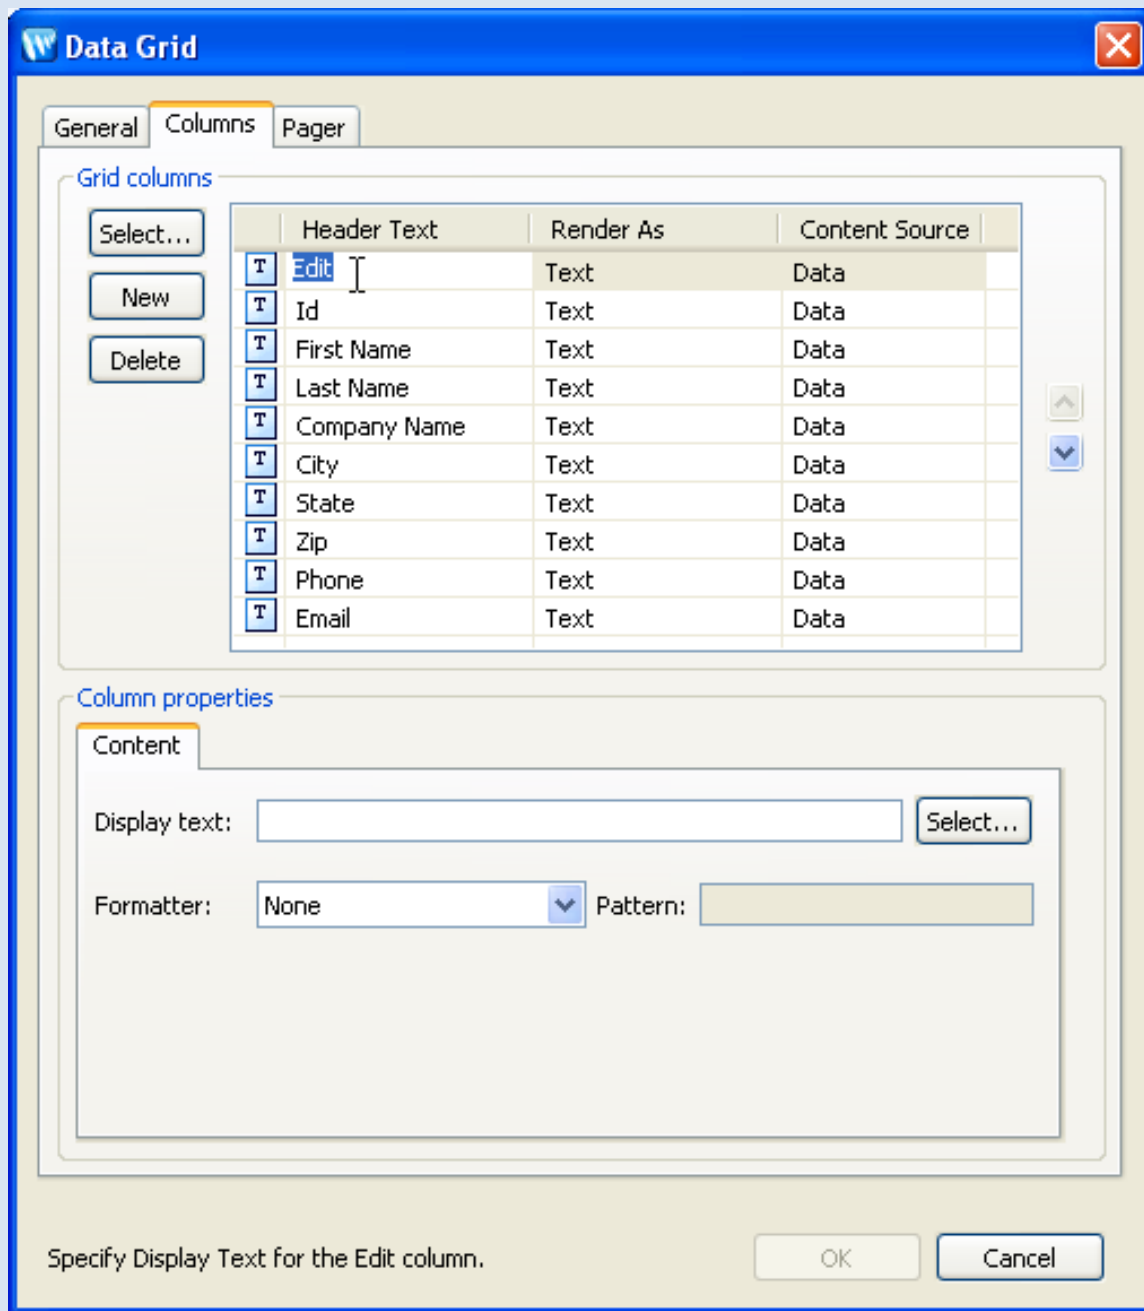 Data Grid
General Columns Pager
Grid columns
Select...
New
Delete
Header Text Render As Content Source
T Edit Text Data
T Id Text Data
T First Name Text Data
T Last Name Text Data
T Company Name Text Data
T City Text Data
T State Text Data
T Zip Text Data
T Phone Text Data
T Email Text Data
Column properties
Content
Display text: Select...
Formatter: None Pattern:
Specify Display Text for the Edit column. OK Cancel